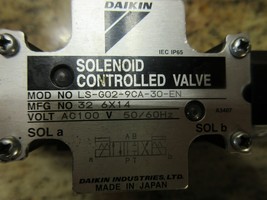 DAIKIN
IEC IP65
SOLENOID
CONTROLLED VALVE
MOD NO LS-G02-9CA-30-EN
MFG NO 32 6X14
VOLT AC100 V 50/60Hz
SOL a
SOL b
A B
P T
DAIKIN INDUSTRIES, LTD.
MADE IN JAPAN